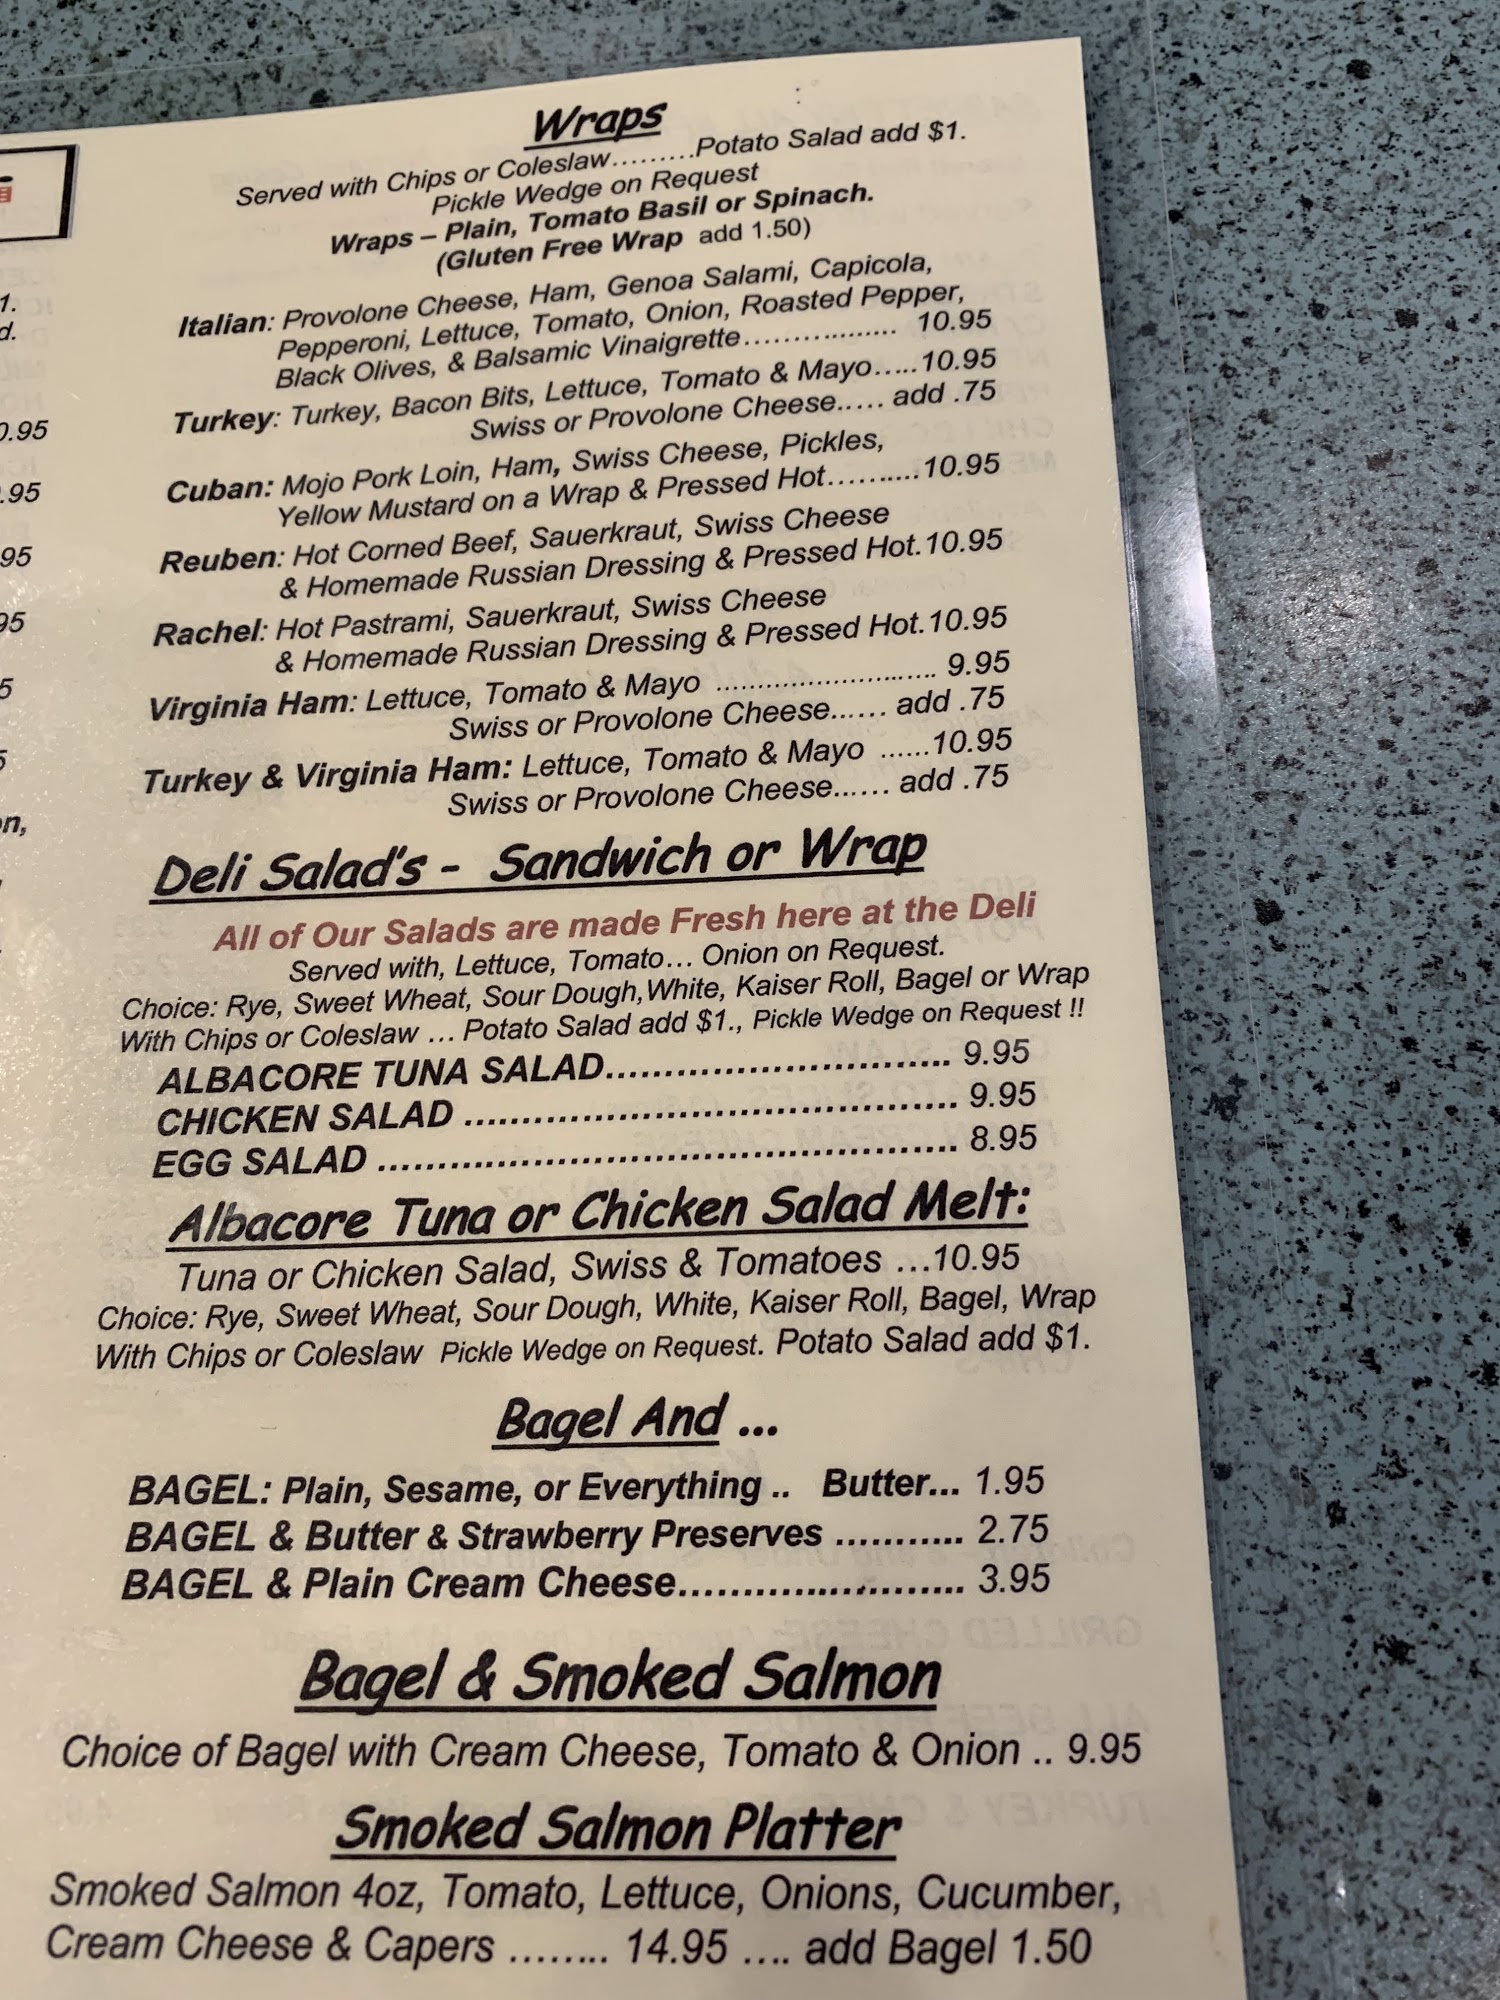 Wraps
Served with Chips or Coleslaw.........Potato Salad add $1.
Pickle Wedge on Request
Wraps – Plain, Tomato Basil or Spinach.
(Gluten Free Wrap add 1.50)
Italian: Provolone Cheese, Ham, Genoa Salami, Capicola,
Pepperoni, Lettuce, Tomato, Onion, Roasted Pepper,
Black Olives, & Balsamic Vinaigrette.................. 10.95
Turkey: Turkey, Bacon Bits, Lettuce, Tomato & Mayo.....10.95
Swiss or Provolone Cheese..... add .75
Cuban: Mojo Pork Loin, Ham, Swiss Cheese, Pickles,
Yellow Mustard on a Wrap & Pressed Hot..........10.95
Reuben: Hot Corned Beef, Sauerkraut, Swiss Cheese
& Homemade Russian Dressing & Pressed Hot.10.95
Rachel: Hot Pastrami, Sauerkraut, Swiss Cheese
& Homemade Russian Dressing & Pressed Hot.10.95
Virginia Ham: Lettuce, Tomato & Mayo .......................... 9.95
Swiss or Provolone Cheese...... add .75
Turkey & Virginia Ham: Lettuce, Tomato & Mayo ......10.95
Swiss or Provolone Cheese...... add .75
Deli Salad's - Sandwich or Wrap
All of Our Salads are made Fresh here at the Deli
Served with, Lettuce, Tomato... Onion on Request.
Choice: Rye, Sweet Wheat, Sour Dough, White, Kaiser Roll, Bagel or Wrap
With Chips or Coleslaw ... Potato Salad add $1., Pickle Wedge on Request !!
ALBACORE TUNA SALAD.............................. 9.95
CHICKEN SALAD .......................................... 9.95
EGG SALAD .................................................. 8.95
Albacore Tuna or Chicken Salad Melt:
Tuna or Chicken Salad, Swiss & Tomatoes ...10.95
Choice: Rye, Sweet Wheat, Sour Dough, White, Kaiser Roll, Bagel, Wrap
With Chips or Coleslaw Pickle Wedge on Request. Potato Salad add $1.
Bagel And ...
BAGEL: Plain, Sesame, or Everything .. Butter... 1.95
BAGEL & Butter & Strawberry Preserves ........... 2.75
BAGEL & Plain Cream Cheese........................ 3.95
Bagel & Smoked Salmon
Choice of Bagel with Cream Cheese, Tomato & Onion .. 9.95
Smoked Salmon Platter
Smoked Salmon 4oz, Tomato, Lettuce, Onions, Cucumber,
Cream Cheese & Capers ........ 14.95 .... add Bagel 1.50